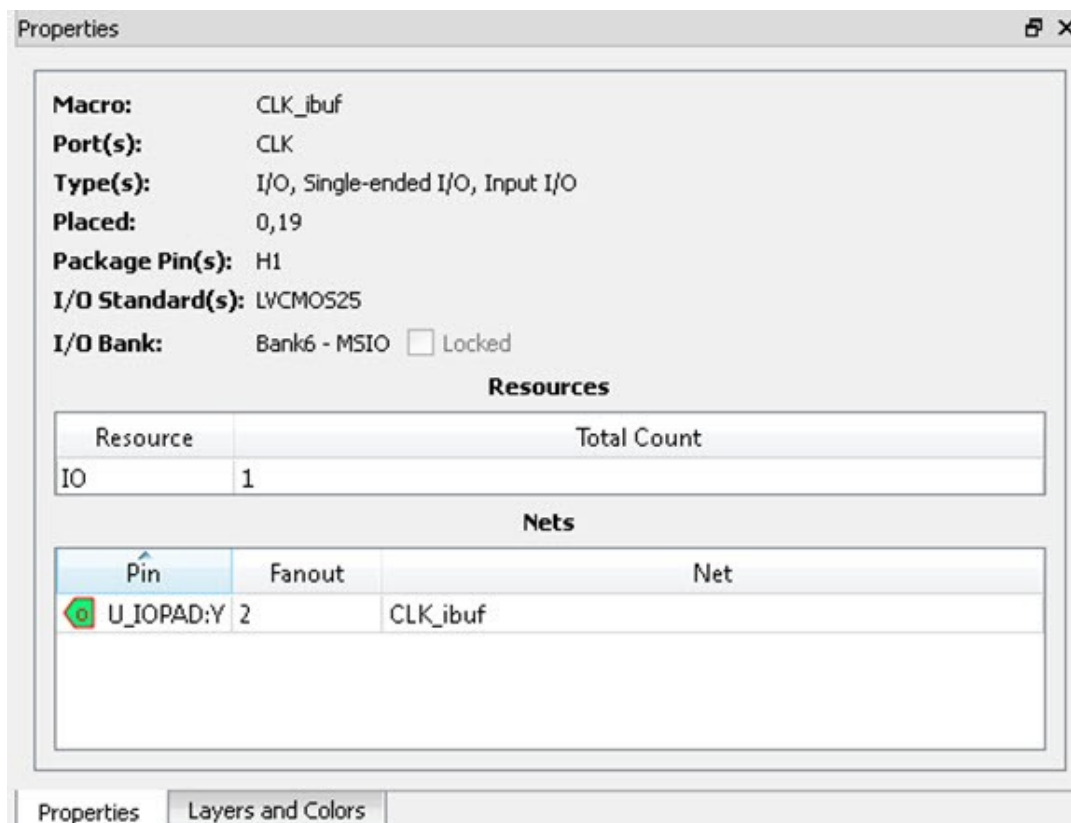 Properties
Macro: CLK_ibuf
Port(s): CLK
Type(s): I/O, Single-ended I/O, Input I/O
Placed: 0,19
Package Pin(s): H1
I/O Standard(s): LVCMOS25
I/O Bank: Bank6 - MSIO Locked
Resources
Resource Total Count
IO 1
Nets
Pin Fanout Net
O U_IOPAD:Y 2 CLK_ibuf
Properties Layers and Colors